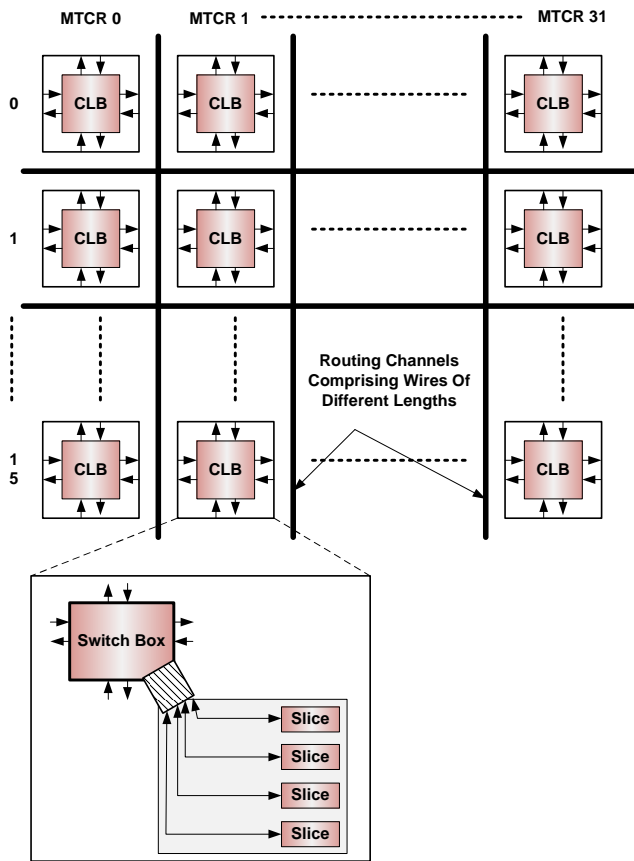 MTCR 0
MTCR 1
MTCR 31
0
CLB
CLB
CLB
1
CLB
CLB
CLB
Routing Channels
Comprising Wires Of
Different Lengths
1
5
CLB
CLB
CLB
Switch Box
Slice
Slice
Slice
Slice